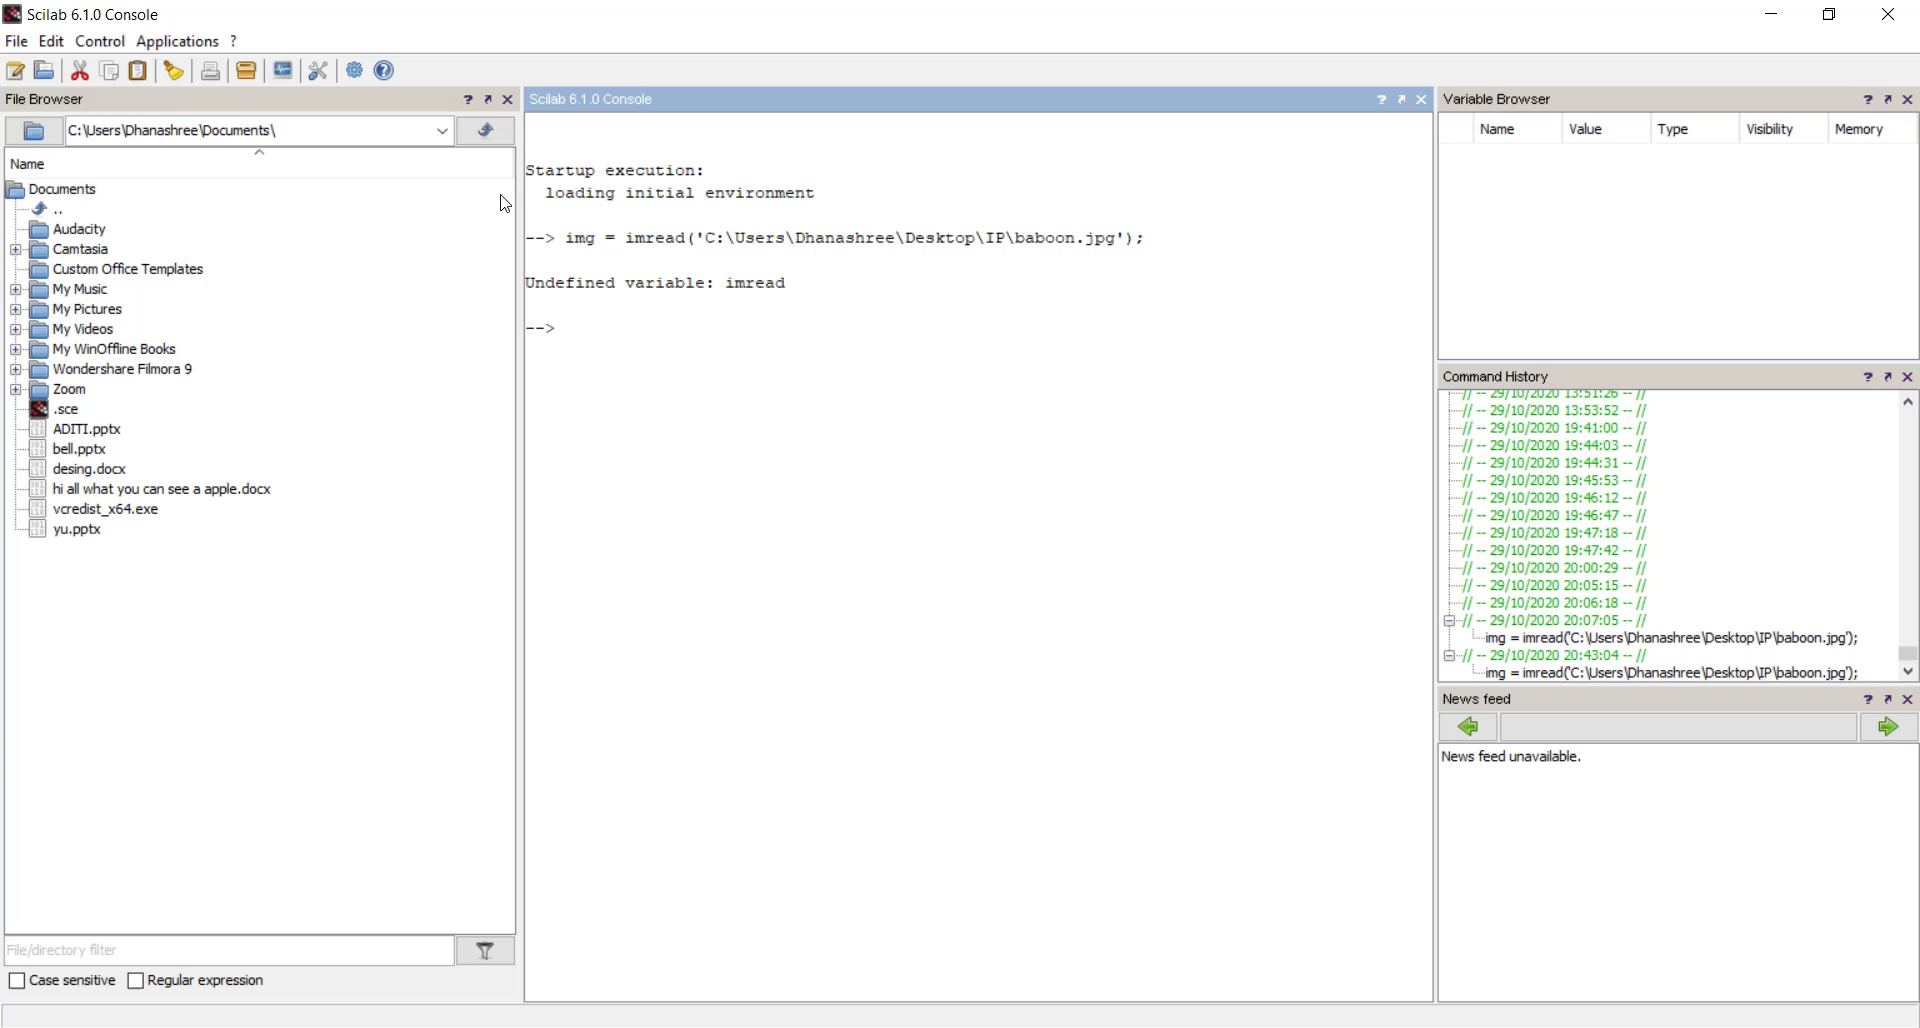 Scilab 6.1.0 Console
File Edit Control Applications ?
File Browser
C:\Users\Dhanashree\Documents\
Name
Documents
..
Audacity
Camtasia
Custom Office Templates
My Music
My Pictures
My Videos
My WinOffline Books
Wondershare Filmora 9
Zoom
.sce
ADITI.pptx
bell.pptx
desing.docx
hi all what you can see a apple.docx
vcredist_x64.exe
yu.pptx
File/directory filter
Case sensitive Regular expression
Scilab 6.1.0 Console
Startup execution:
loading initial environment
--> img = imread('C:\Users\Dhanashree\Desktop\IP\baboon.jpg');
Undefined variable: imread
-->
Variable Browser
Name Value Type Visibility Memory
Command History
// -- 29/10/2020 13:51:26 -- //
// -- 29/10/2020 13:53:52 -- //
// -- 29/10/2020 19:41:00 -- //
// -- 29/10/2020 19:44:03 -- //
// -- 29/10/2020 19:44:31 -- //
// -- 29/10/2020 19:45:53 -- //
// -- 29/10/2020 19:46:12 -- //
// -- 29/10/2020 19:46:47 -- //
// -- 29/10/2020 19:47:18 -- //
// -- 29/10/2020 19:47:42 -- //
// -- 29/10/2020 20:00:29 -- //
// -- 29/10/2020 20:05:15 -- //
// -- 29/10/2020 20:06:18 -- //
// -- 29/10/2020 20:07:05 -- //
img = imread('C:\Users\Dhanashree\Desktop\IP\baboon.jpg');
// -- 29/10/2020 20:43:04 -- //
img = imread('C:\Users\Dhanashree\Desktop\IP\baboon.jpg');
News feed
News feed unavailable.